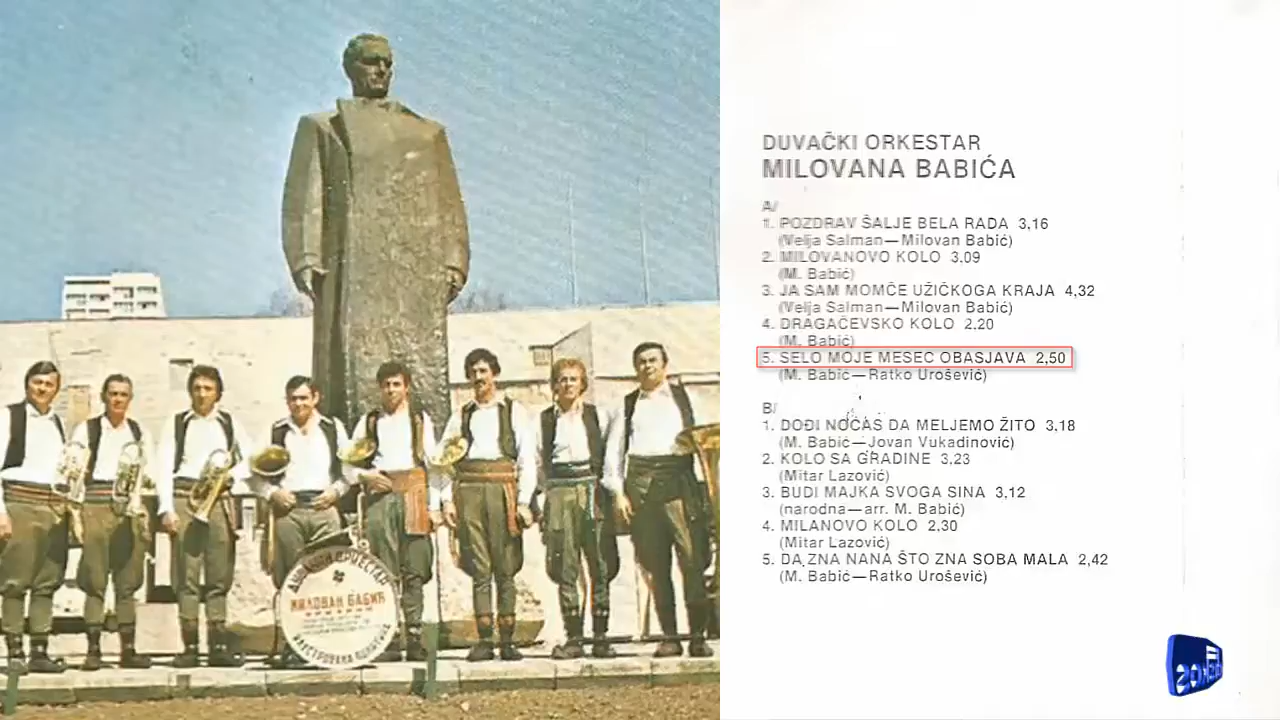 DUVAČKI ORKESTAR
MILOVANA BABIĆA
A/
1. POZDRAV ŠALJE BELA RADA 3,16
(Velja Salman—Milovan Babić)
2. MILOVANOVO KOLO 3,09
(M. Babić)
3. JA SAM MOMČE UŽIČKOGA KRAJA 4,32
(Velja Salman—Milovan Babić)
4. DRAGAČEVSKO KOLO 2,20
(M. Babić)
5. SELO MOJE MESEC OBASJAVA 2,50
(M. Babić—Ratko Urošević)
B/
1. DOĐI NOĆAS DA MELJEMO ŽITO 3,18
(M. Babić—Jovan Vukadinović)
2. KOLO SA GRADINE 3,23
(Mitar Lazović)
3. BUDI MAJKA SVOGA SINA 3,12
(narodna—arr. M. Babić)
4. MILANOVO KOLO 2,30
(Mitar Lazović)
5. DA ZNA NANA ŠTO ZNA SOBA MALA 2,42
(M. Babić—Ratko Urošević)
МИЛОВАН БАБИЋ